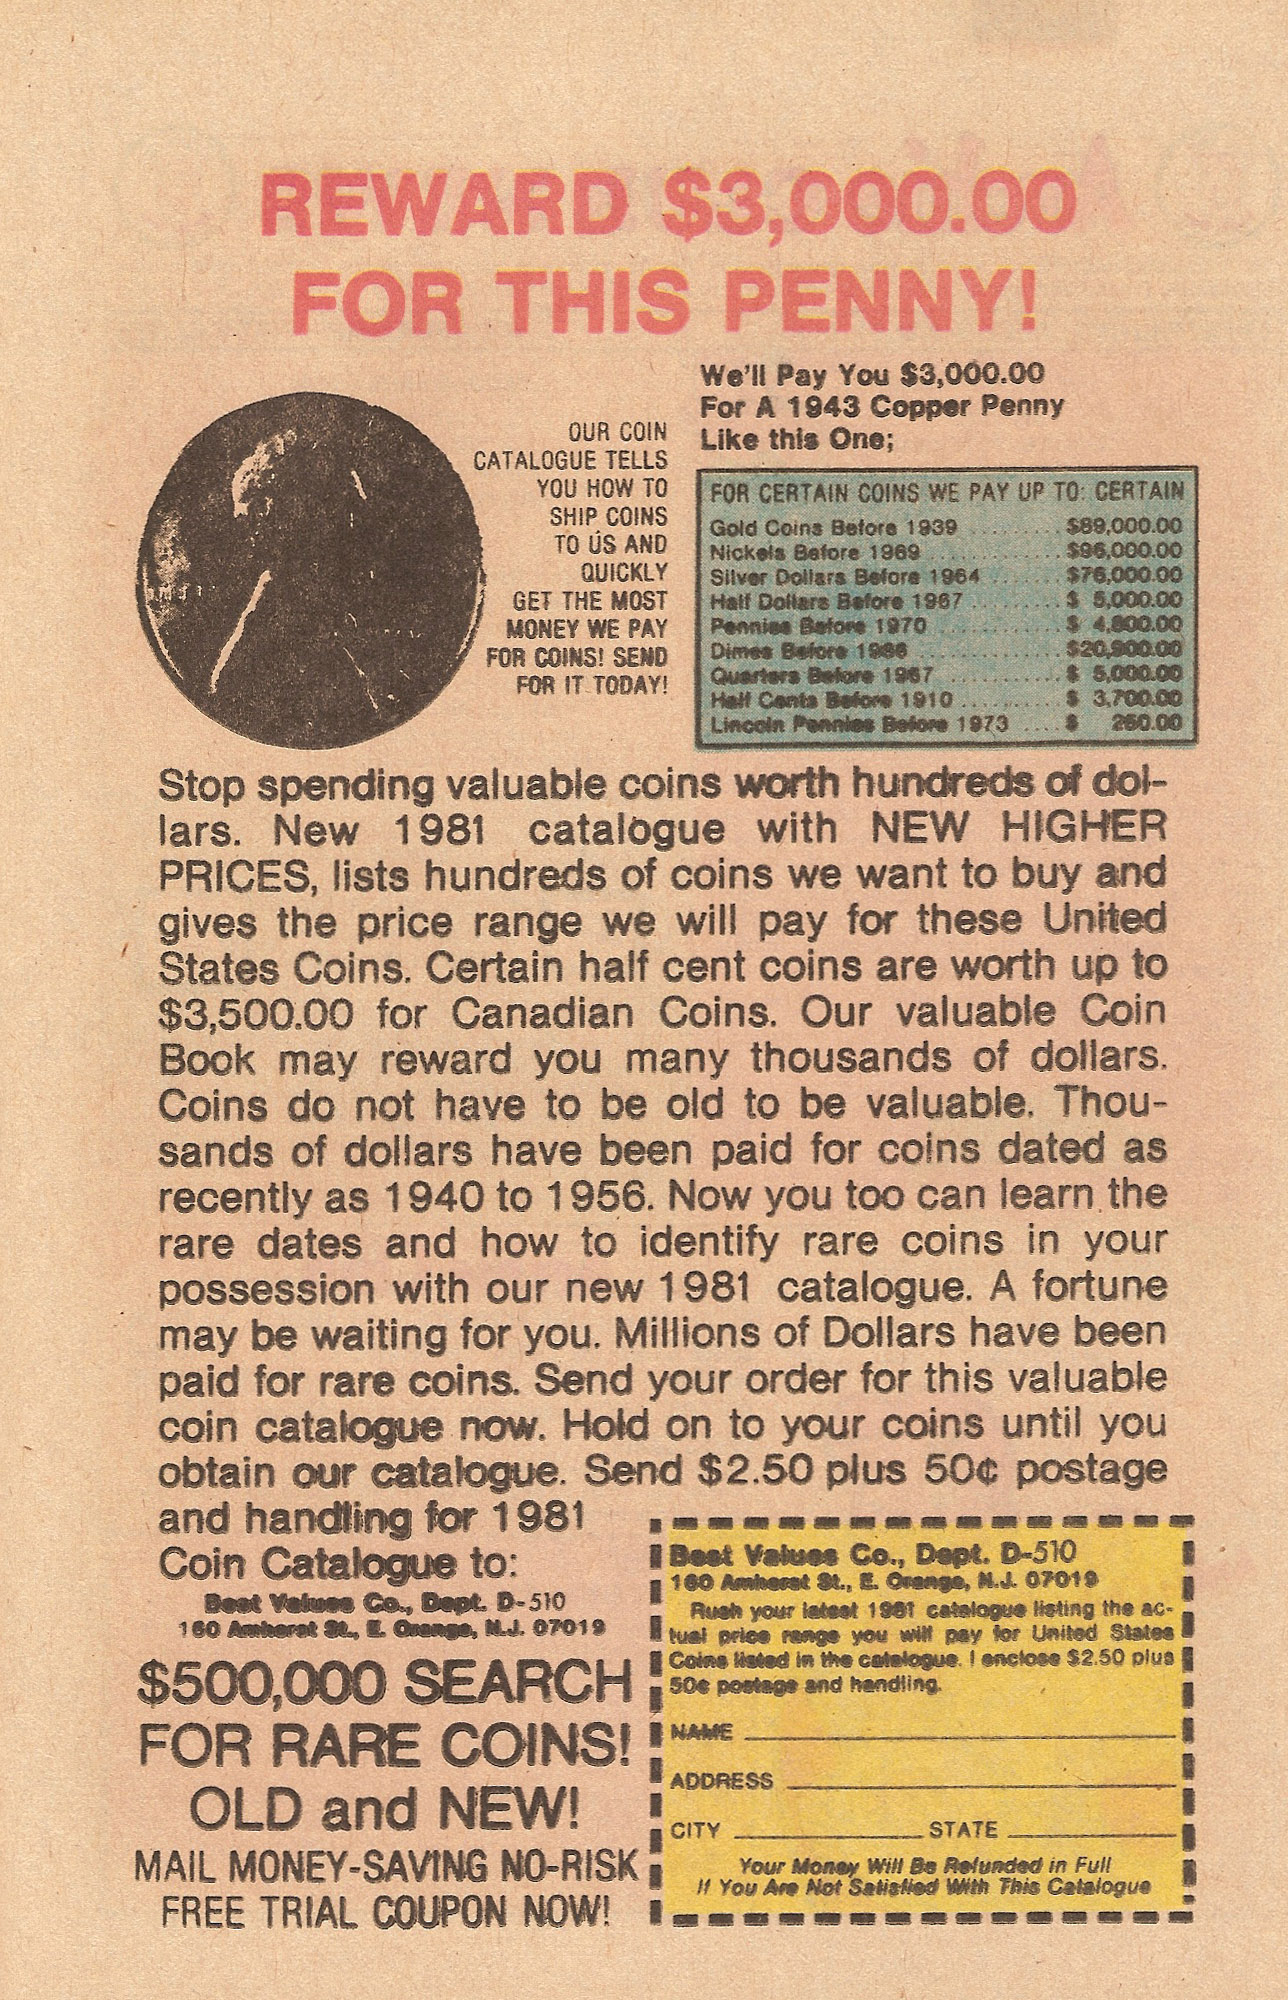 REWARD $3,000.00
FOR THIS PENNY!
We'll Pay You $3,000.00
For A 1943 Copper Penny
Like this One;
OUR COIN
CATALOGUE TELLS
YOU HOW TO
SHIP COINS
TO US AND
QUICKLY
GET THE MOST
MONEY WE PAY
FOR COINS! SEND
FOR IT TODAY!
FOR CERTAIN COINS WE PAY UP TO: CERTAIN
Gold Coins Before 1939 .......... $89,000.00
Nickels Before 1969 ............. $96,000.00
Silver Dollars Before 1964 ....... $76,000.00
Half Dollars Before 1967 .......... $ 5,000.00
Pennies Before 1970 ............. $ 4,800.00
Dimes Before 1966 .............. $20,900.00
Quarters Before 1967 ............ $ 5,000.00
Half Cents Before 1910 .......... $ 3,700.00
Lincoln Pennies Before 1973 .... $ 250.00
Stop spending valuable coins worth hundreds of dol-
lars. New 1981 catalogue with NEW HIGHER
PRICES, lists hundreds of coins we want to buy and
gives the price range we will pay for these United
States Coins. Certain half cent coins are worth up to
$3,500.00 for Canadian Coins. Our valuable Coin
Book may reward you many thousands of dollars.
Coins do not have to be old to be valuable. Thou-
sands of dollars have been paid for coins dated as
recently as 1940 to 1956. Now you too can learn the
rare dates and how to identify rare coins in your
possession with our new 1981 catalogue. A fortune
may be waiting for you. Millions of Dollars have been
paid for rare coins. Send your order for this valuable
coin catalogue now. Hold on to your coins until you
obtain our catalogue. Send $2.50 plus 50¢ postage
and handling for 1981
Coin Catalogue to:
Best Values Co., Dept. D-510
160 Amherst St., E. Orange, N.J. 07019
$500,000 SEARCH
FOR RARE COINS!
OLD and NEW!
MAIL MONEY-SAVING NO-RISK
FREE TRIAL COUPON NOW!
Best Values Co., Dept. D-510
160 Amherst St., E. Orange, N.J. 07019
Rush your latest 1981 catalogue listing the ac-
tual price range you will pay for United States
Coins listed in the catalogue. I enclose $2.50 plus
50¢ postage and handling.
NAME
ADDRESS
CITY STATE
Your Money Will Be Refunded in Full
If You Are Not Satisfied With This Catalogue